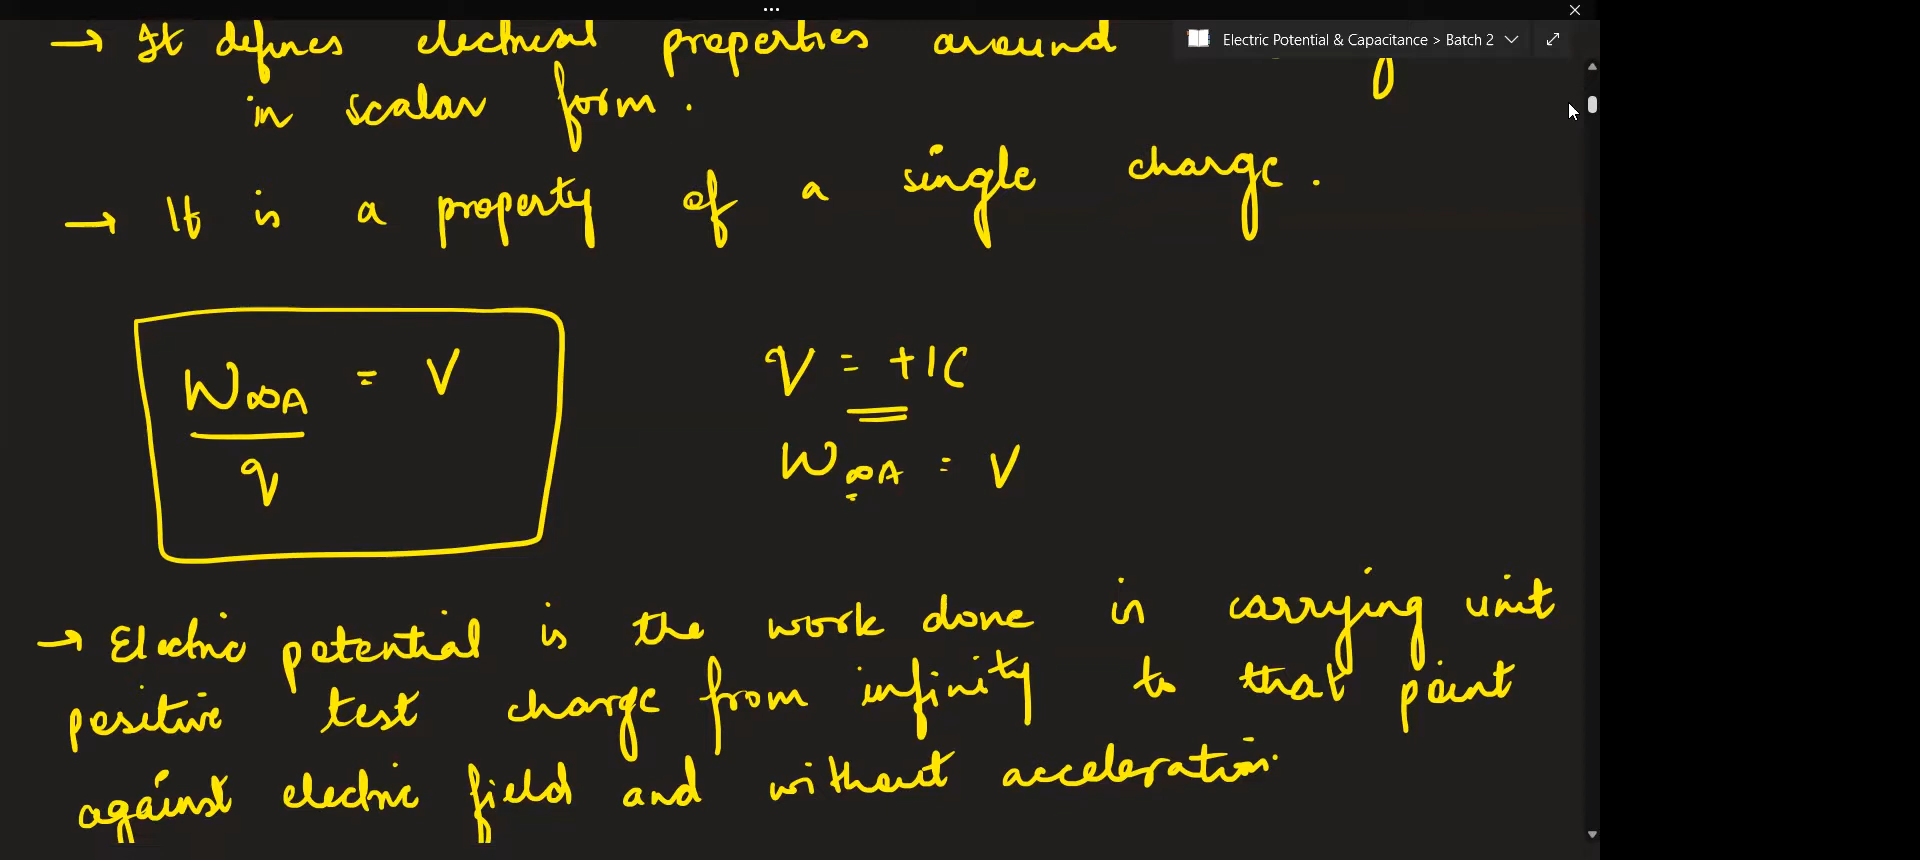 Electric Potential & Capacitance > Batch 2
→ It defines electrical properties around
in scalar form.
→ It is a property of a single charge.
W∞A = V
q
q = +1C
W∞A = V
→ Electric potential is the work done in carrying unit
positive test charge from infinity to that point
against electric field and without acceleration.